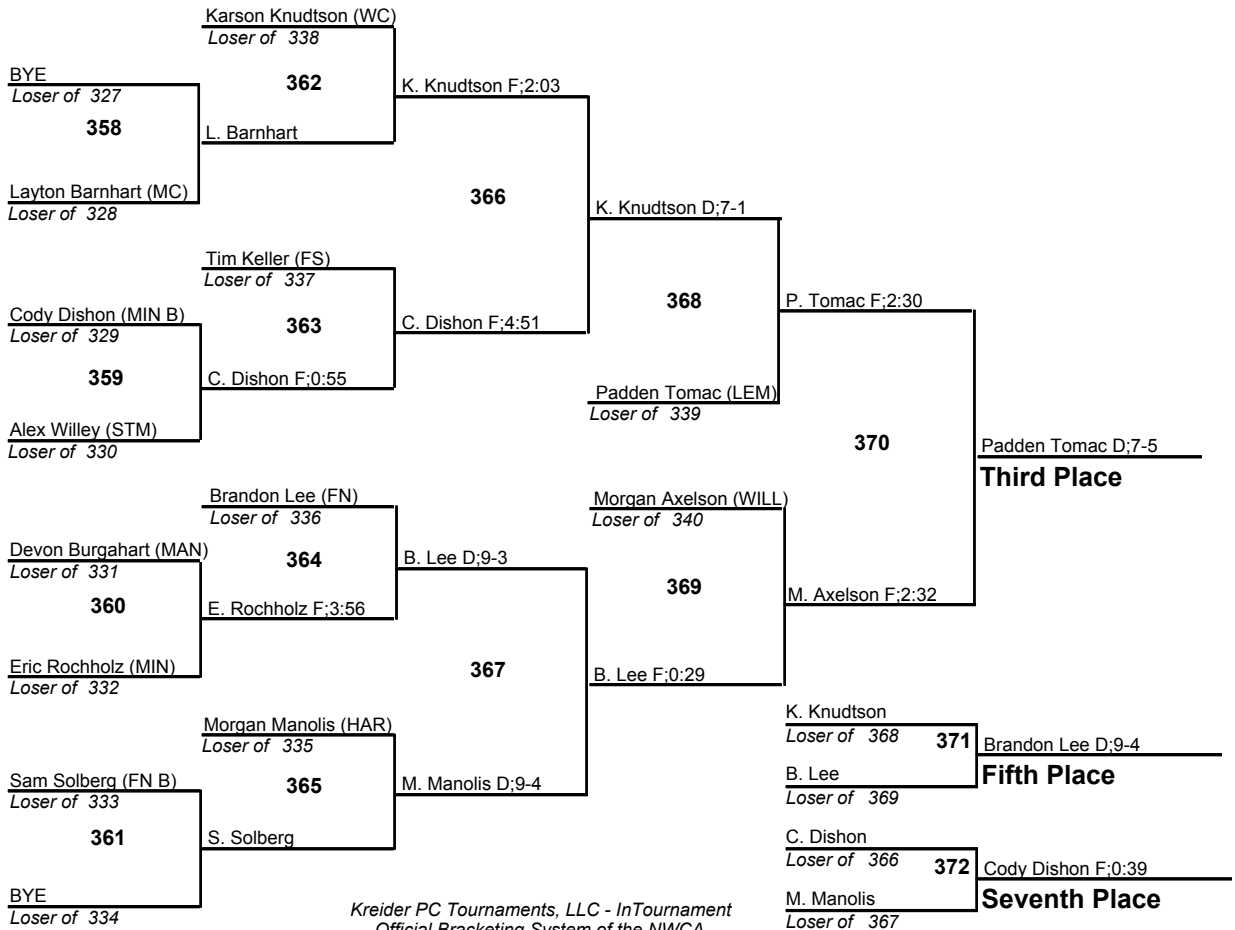 Karson Knudtson (WC)
Loser of 338
BYE
Loser of 327
362
K. Knudtson F;2:03
358
L. Barnhart
Layton Barnhart (MC)
Loser of 328
366
K. Knudtson D;7-1
Tim Keller (FS)
Loser of 337
Cody Dishon (MIN B)
Loser of 329
363
C. Dishon F;4:51
368
P. Tomac F;2:30
359
C. Dishon F;0:55
Padden Tomac (LEM)
Loser of 339
Alex Willey (STM)
Loser of 330
370
Padden Tomac D;7-5
Third Place
Brandon Lee (FN)
Loser of 336
Morgan Axelson (WILL)
Loser of 340
Devon Burgahart (MAN)
Loser of 331
364
B. Lee D;9-3
369
360
E. Rochholz F;3:56
M. Axelson F;2:32
Eric Rochholz (MIN)
Loser of 332
367
B. Lee F;0:29
Morgan Manolis (HAR)
Loser of 335
K. Knudtson
Loser of 368
371
Brandon Lee D;9-4
Fifth Place
Sam Solberg (FN B)
Loser of 333
365
M. Manolis D;9-4
B. Lee
Loser of 369
361
S. Solberg
C. Dishon
Loser of 366
372
Cody Dishon F;0:39
Seventh Place
BYE
Loser of 334
M. Manolis
Loser of 367
Kreider PC Tournaments, LLC - InTournament
Official Bracketing System of the NWCA